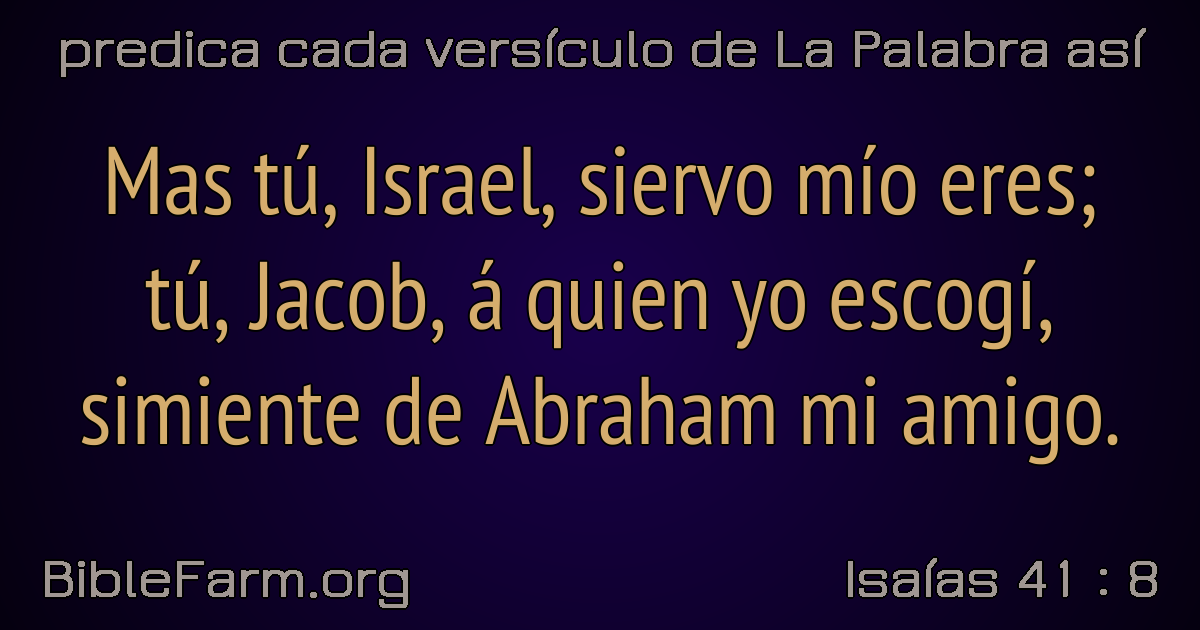 predica cada versículo de La Palabra así
Mas tú, Israel, siervo mío eres;
tú, Jacob, á quien yo escogí,
simiente de Abraham mi amigo.
BibleFarm.org
Isaías 41 : 8